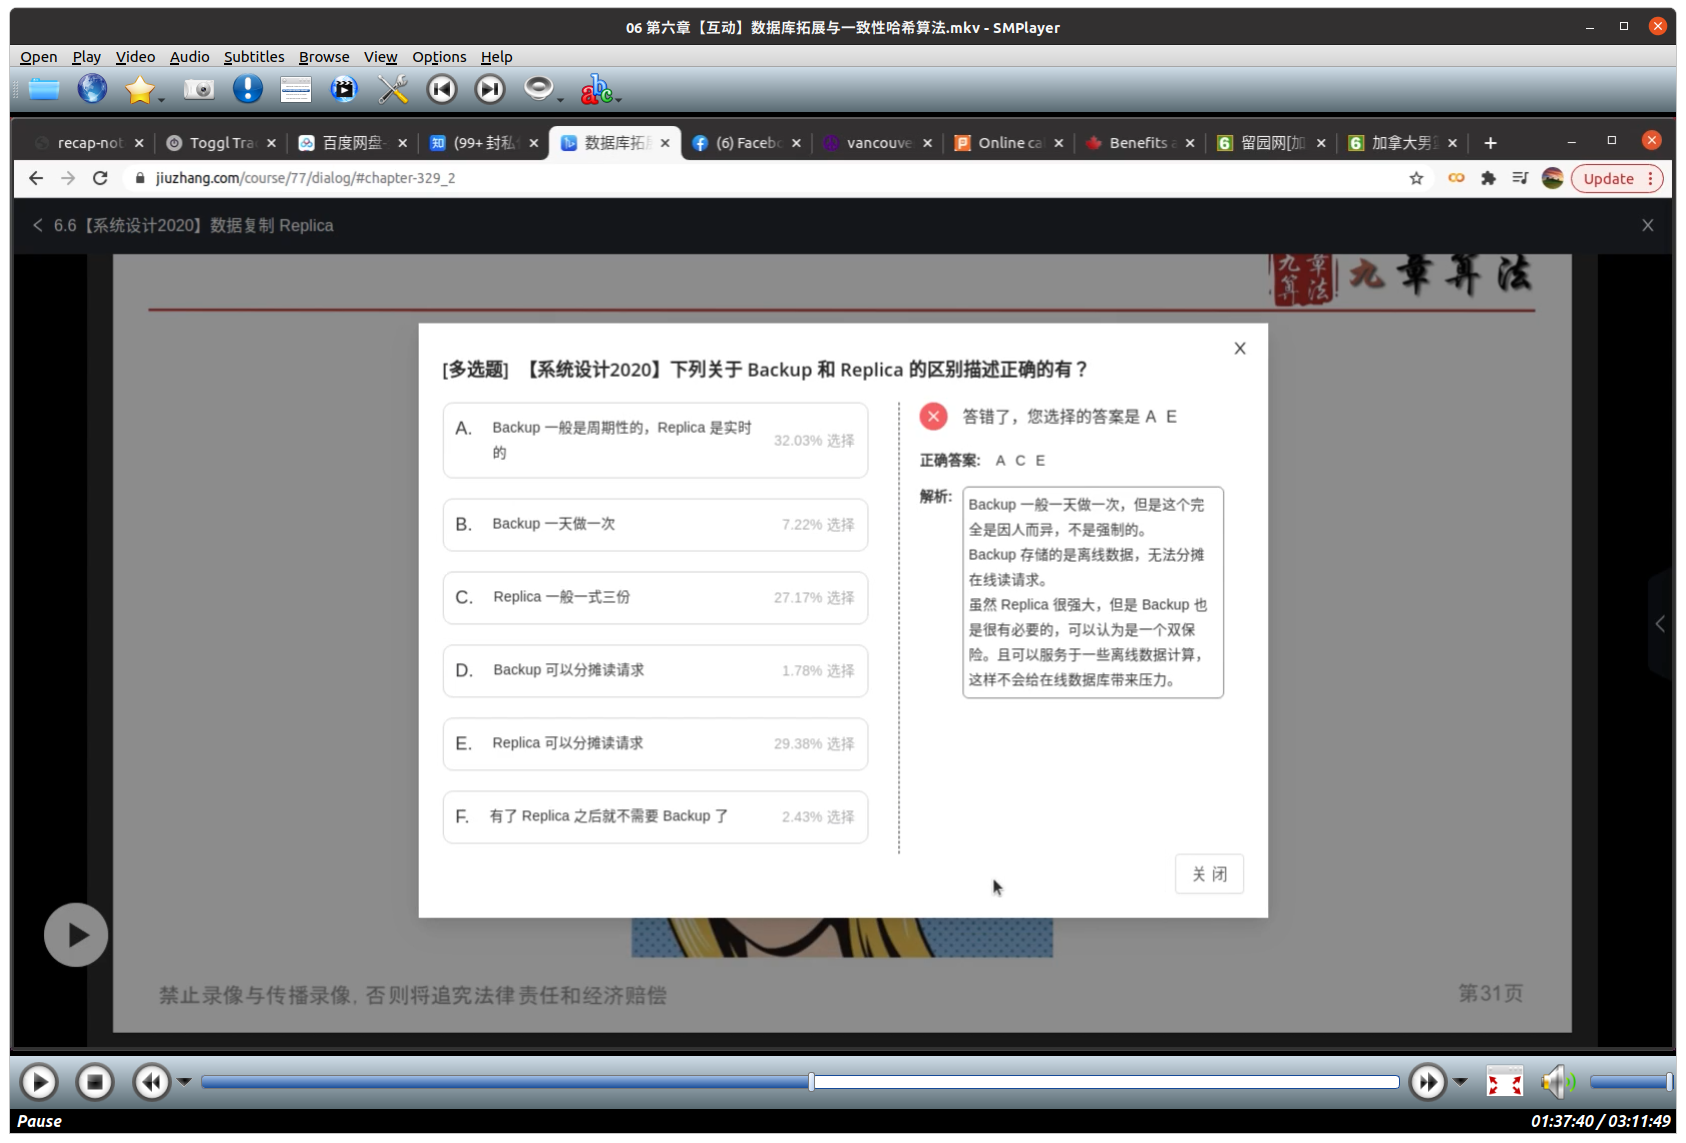 06 第六章【互动】数据库拓展与一致性哈希算法.mkv - SMPlayer
Open Play Video Audio Subtitles Browse View Options Help
recap-not Toggl Tra 百度网盘- (99+ 封私 数据库拓 (6) Facebo vancouve Online ca Benefits 留园网[加 加拿大男
jiuzhang.com/course/77/dialog/#chapter-329_2
Update
6.6【系统设计2020】数据复制 Replica
九章算法 九章算法
[多选题] 【系统设计2020】下列关于 Backup 和 Replica 的区别描述正确的有？
A. Backup 一般是周期性的，Replica 是实时
的
32.03% 选择
B. Backup 一天做一次 7.22% 选择
C. Replica 一般一式三份 27.17% 选择
D. Backup 可以分摊读请求 1.78% 选择
E. Replica 可以分摊读请求 29.38% 选择
F. 有了 Replica 之后就不需要 Backup 了 2.43% 选择
答错了，您选择的答案是 A E
正确答案: A C E
解析:
Backup 一般一天做一次，但是这个完
全是因人而异，不是强制的。
Backup 存储的是离线数据，无法分摊
在线读请求。
虽然 Replica 很强大，但是 Backup 也
是很有必要的，可以认为是一个双保
险。且可以服务于一些离线数据计算，
这样不会给在线数据库带来压力。
关 闭
禁止录像与传播录像, 否则将追究法律责任和经济赔偿
第31页
Pause
01:37:40 / 03:11:49